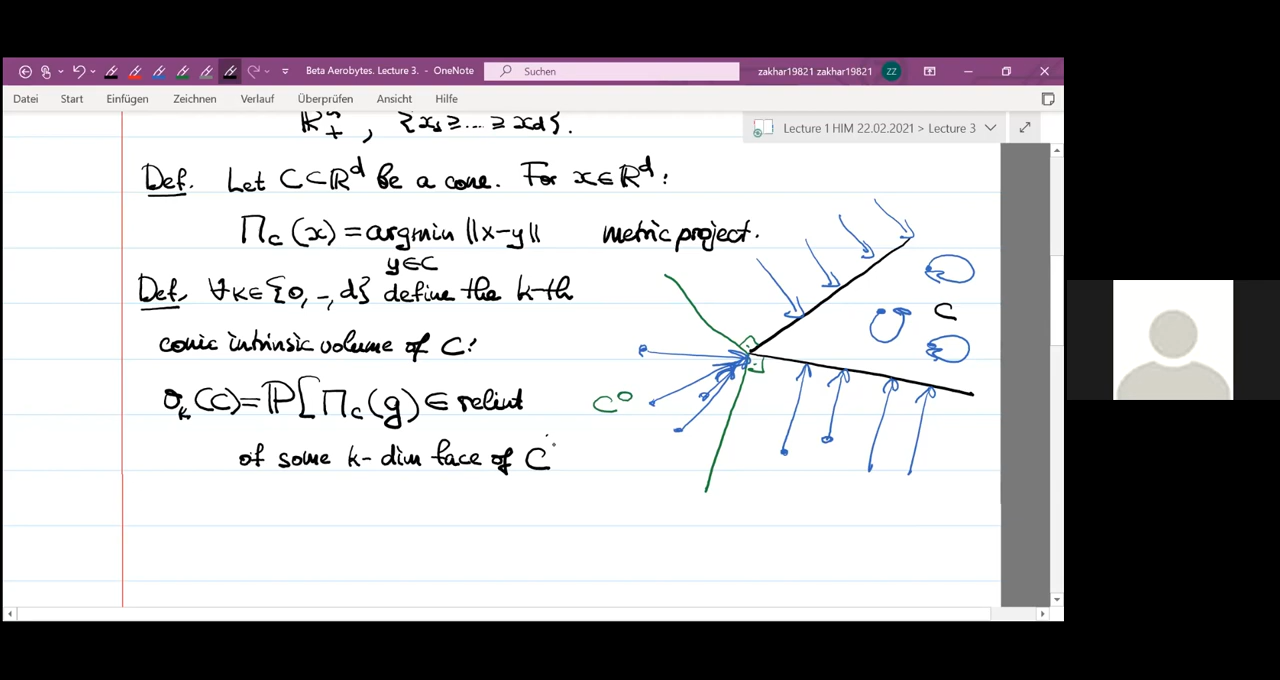 Beta Aerobytes. Lecture 3. - OneNote
Suchen
zakhar19821 zakhar19821
ZZ
Datei Start Einfügen Zeichnen Verlauf Überprüfen Ansicht Hilfe
Lecture 1 HIM 22.02.2021 > Lecture 3
, {x₁ ≥ ... ≥ x_d}.
Def. Let C⊂ℝ^d be a cone. For x∈ℝ^d:
Π_C(x) = argmin ||x-y|| metric project.
y∈C
Def. ∀k∈{0,-,d} define the k-th
conic intrinsic volume of C:
υ_k(C) = ℙ[Π_C(g) ∈ relint
of some k-dim face of C
C
C°